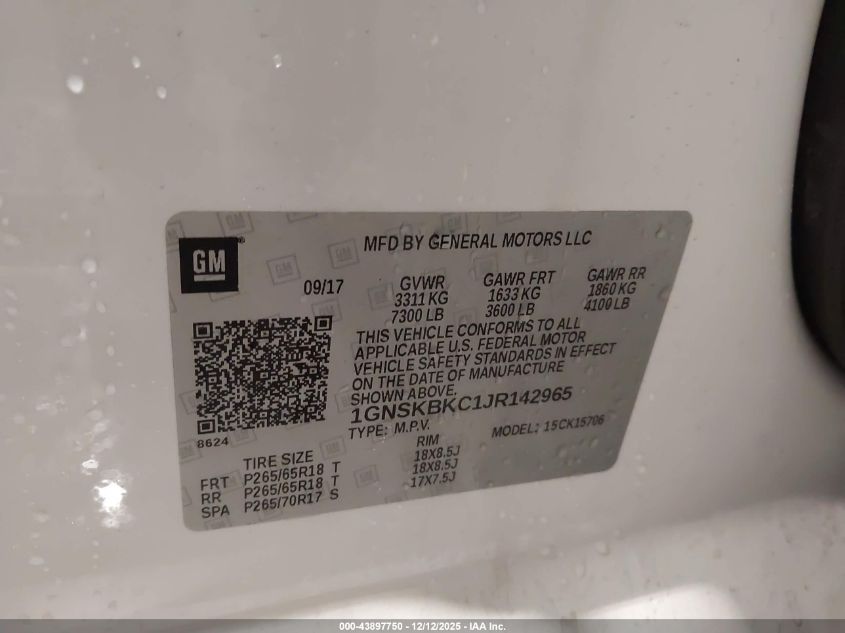 GM
MFD BY GENERAL MOTORS LLC
09/17
GVWR
3311 KG
7300 LB
GAWR FRT
1633 KG
3600 LB
GAWR RR
1860 KG
4100 LB
THIS VEHICLE CONFORMS TO ALL
APPLICABLE U.S. FEDERAL MOTOR
VEHICLE SAFETY STANDARDS IN EFFECT
ON THE DATE OF MANUFACTURE
SHOWN ABOVE.
1GNSKBKC1JR142965
TYPE: M.P.V.
MODEL: 15CK15706
8624
TIRE SIZE RIM
FRT P265/65R18 T 18X8.5J
RR P265/65R18 T 18X8.5J
SPA P265/70R17 S 17X7.5J
000-43897750 - 12/12/2025 - IAA Inc.